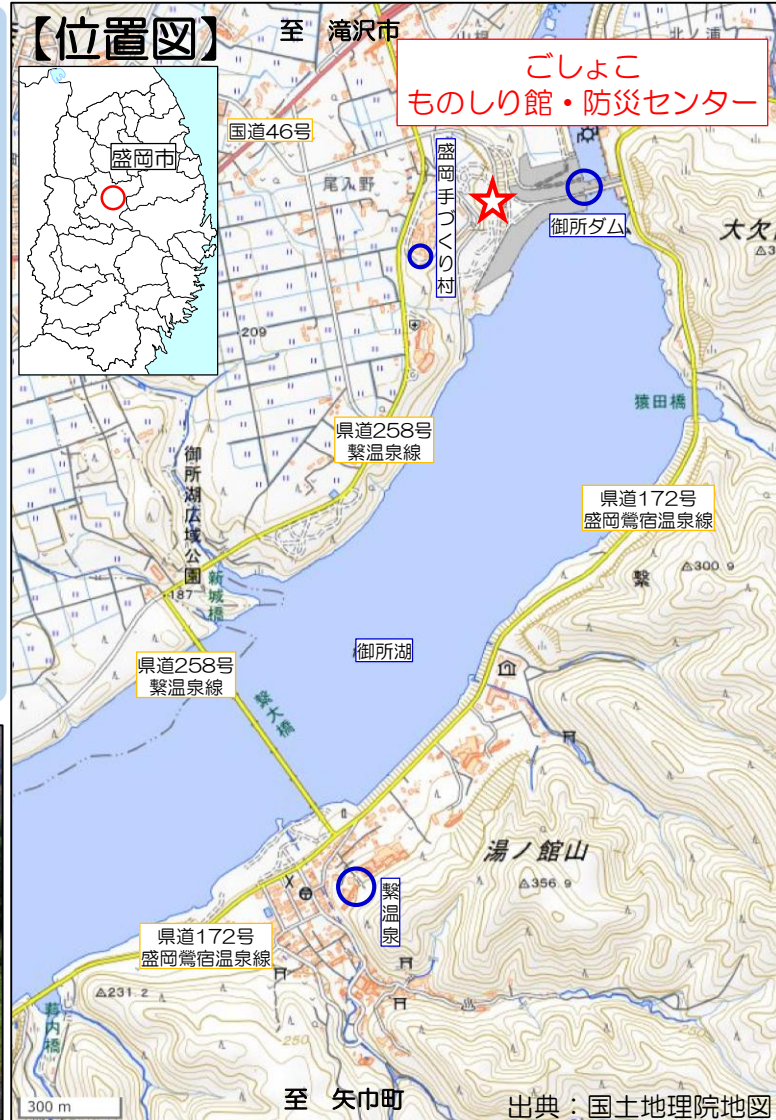 【位置図】
至 滝沢市
ごしょこ
ものしり館・防災センター
盛岡市
国道46号
尾入野
盛岡手づくり村
御所ダム
209
猿田橋
県道258号
繋温泉線
御所湖広域公園
新城橋
187
県道172号
盛岡鶯宿温泉線
繋
300.9
御所湖
県道258号
繋温泉線
繋大橋
湯ノ館山
356.9
繋温泉
県道172号
盛岡鶯宿温泉線
231.2
250
300 m
至 矢巾町
出典：国土地理院地図